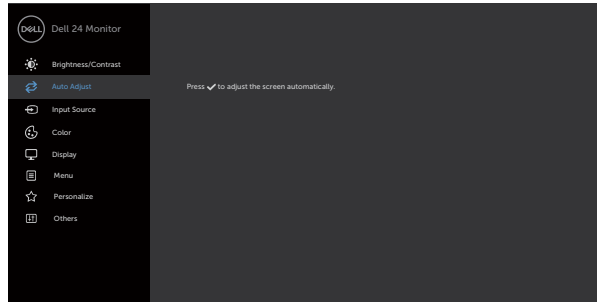 DELL Dell 24 Monitor
Brightness/Contrast
Auto Adjust Press ✓ to adjust the screen automatically.
Input Source
Color
Display
Menu
Personalize
Others